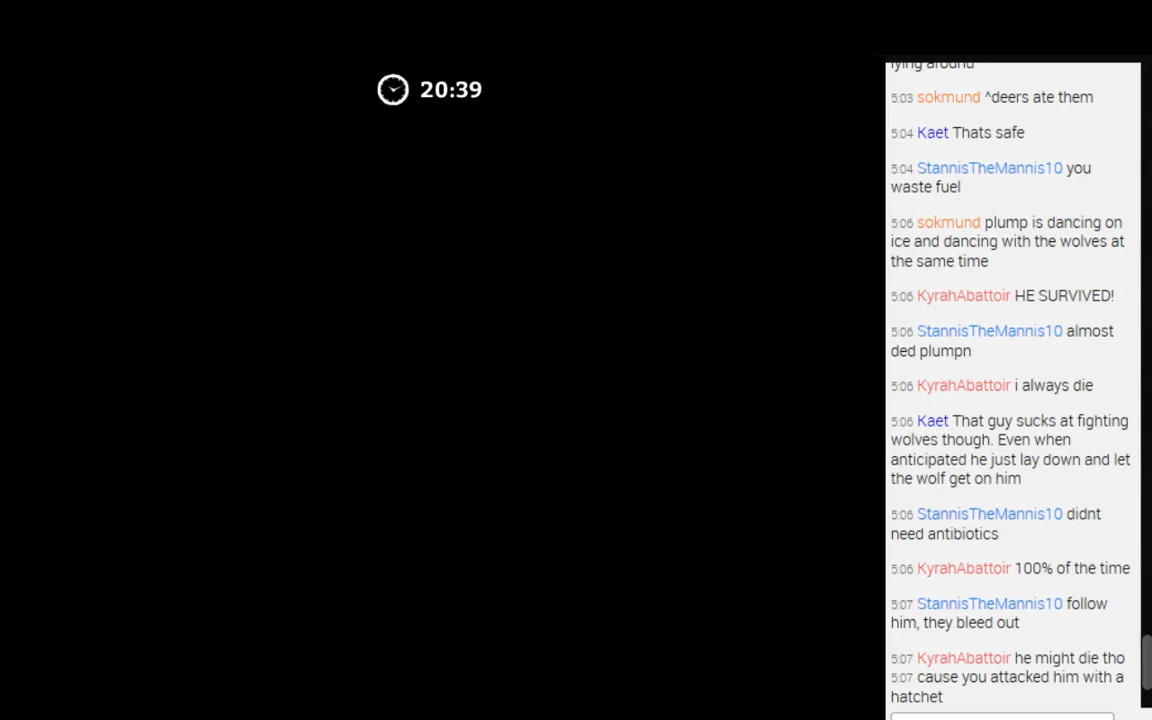 20:39
lying around
5:03 sokmund ^deers ate them
5:04 Kaet Thats safe
5:04 StannisTheMannis10 you
waste fuel
5:06 sokmund plump is dancing on
ice and dancing with the wolves at
the same time
5:06 KyrahAbattoir HE SURVIVED!
5:06 StannisTheMannis10 almost
ded plumpn
5:06 KyrahAbattoir i always die
5:06 Kaet That guy sucks at fighting
wolves though. Even when
anticipated he just lay down and let
the wolf get on him
5:06 StannisTheMannis10 didnt
need antibiotics
5:06 KyrahAbattoir 100% of the time
5:07 StannisTheMannis10 follow
him, they bleed out
5:07 KyrahAbattoir he might die tho
5:07 cause you attacked him with a
hatchet